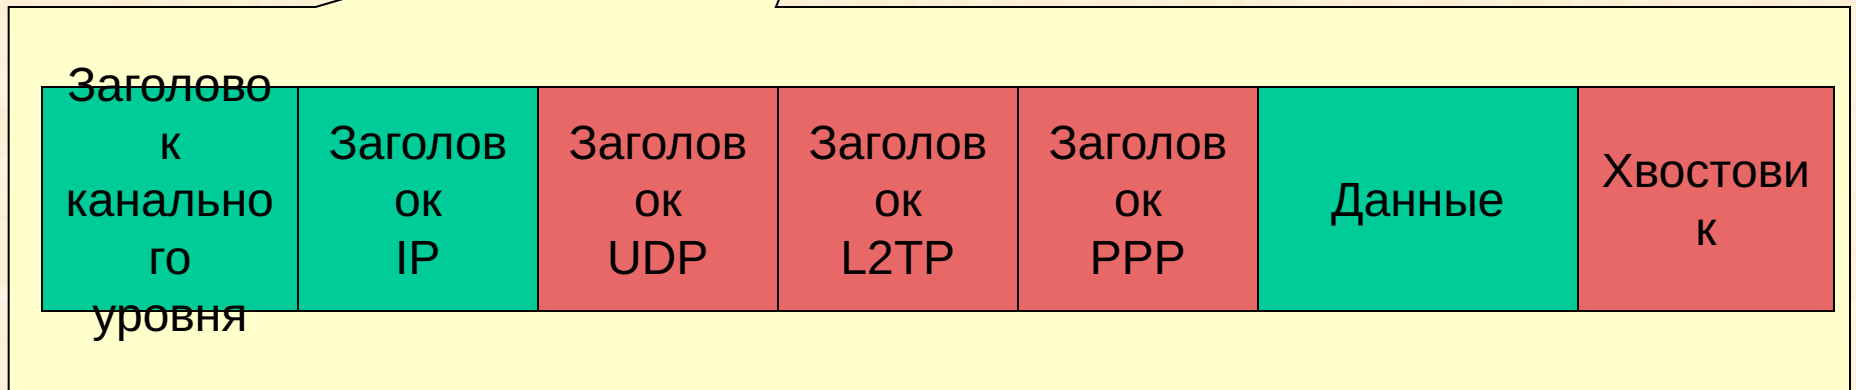 Заголово
к
канально
го
уровня
Заголов
ок
IP
Заголов
ок
UDP
Заголов
ок
L2TP
Заголов
ок
PPP
Данные
Хвостови
к